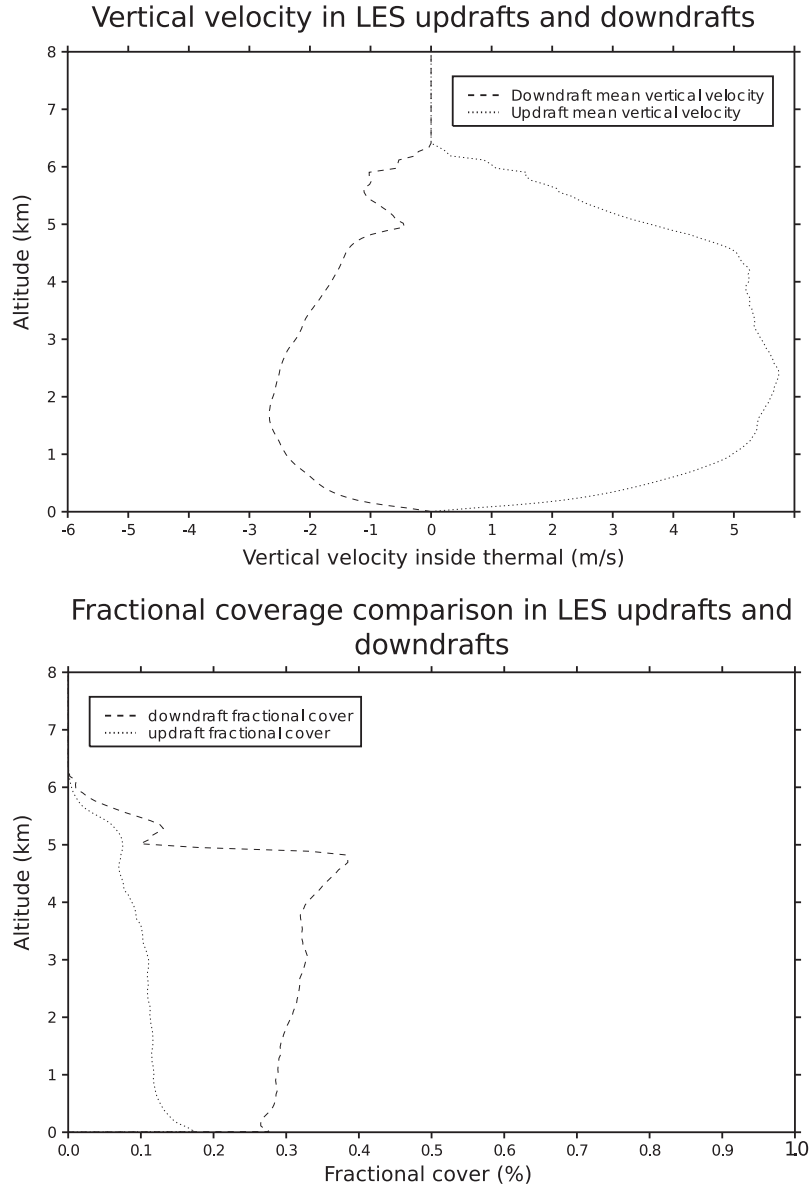 Vertical velocity in LES updrafts and downdrafts
8
7
6
5
4
3
2
1
0
Altitude (km)
Downdraft mean vertical velocity
Updraft mean vertical velocity
-6 -5 -4 -3 -2 -1 0 1 2 3 4 5
Vertical velocity inside thermal (m/s)
Fractional coverage comparison in LES updrafts and
downdrafts
8
7
6
5
4
3
2
1
0
Altitude (km)
downdraft fractional cover
updraft fractional cover
0.0 0.1 0.2 0.3 0.4 0.5 0.6 0.7 0.8 0.9 1.0
Fractional cover (%)